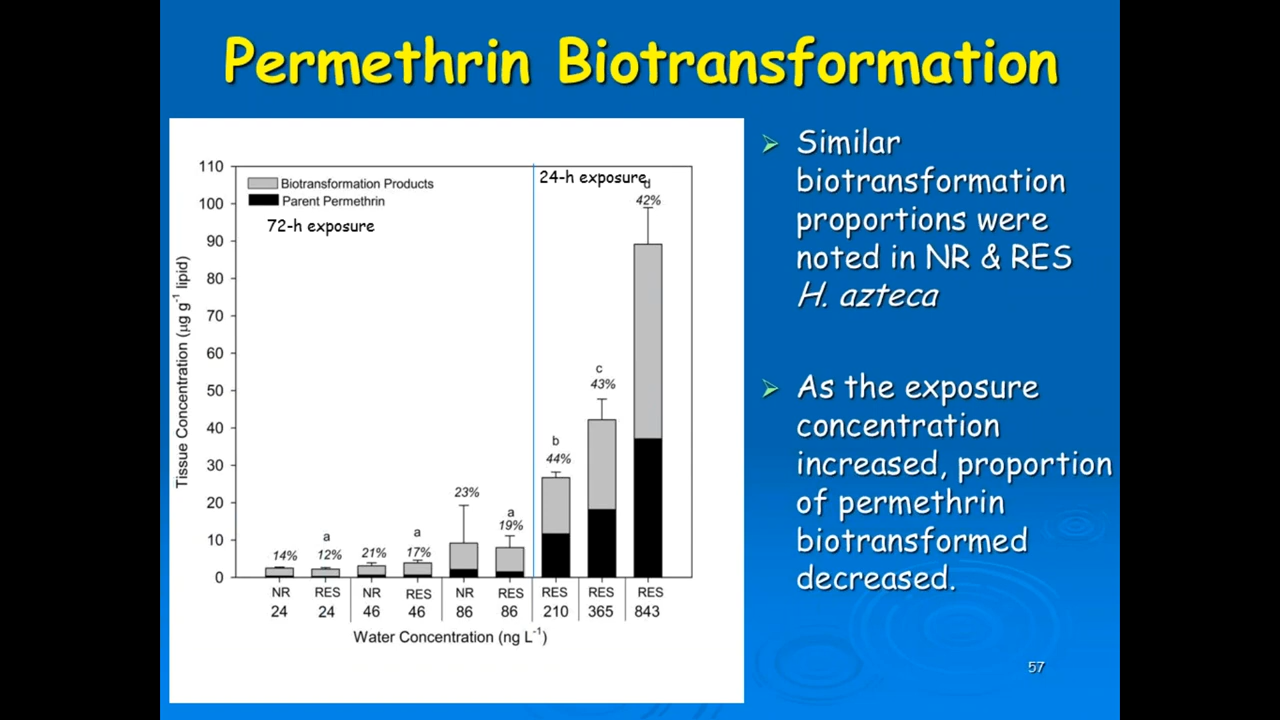 Permethrin Biotransformation
110
100
90
80
70
60
50
40
30
20
10
0
Tissue Concentration (µg g⁻¹ lipid)
Biotransformation Products
Parent Permethrin
72-h exposure
24-h exposure
14%
a
12%
21%
a
17%
23%
a
19%
b
44%
c
43%
d
42%
NR RES NR RES NR RES RES RES RES
24 24 46 46 86 86 210 365 843
Water Concentration (ng L⁻¹)
Similar
biotransformation
proportions were
noted in NR & RES
H. azteca
As the exposure
concentration
increased, proportion
of permethrin
biotransformed
decreased.
57